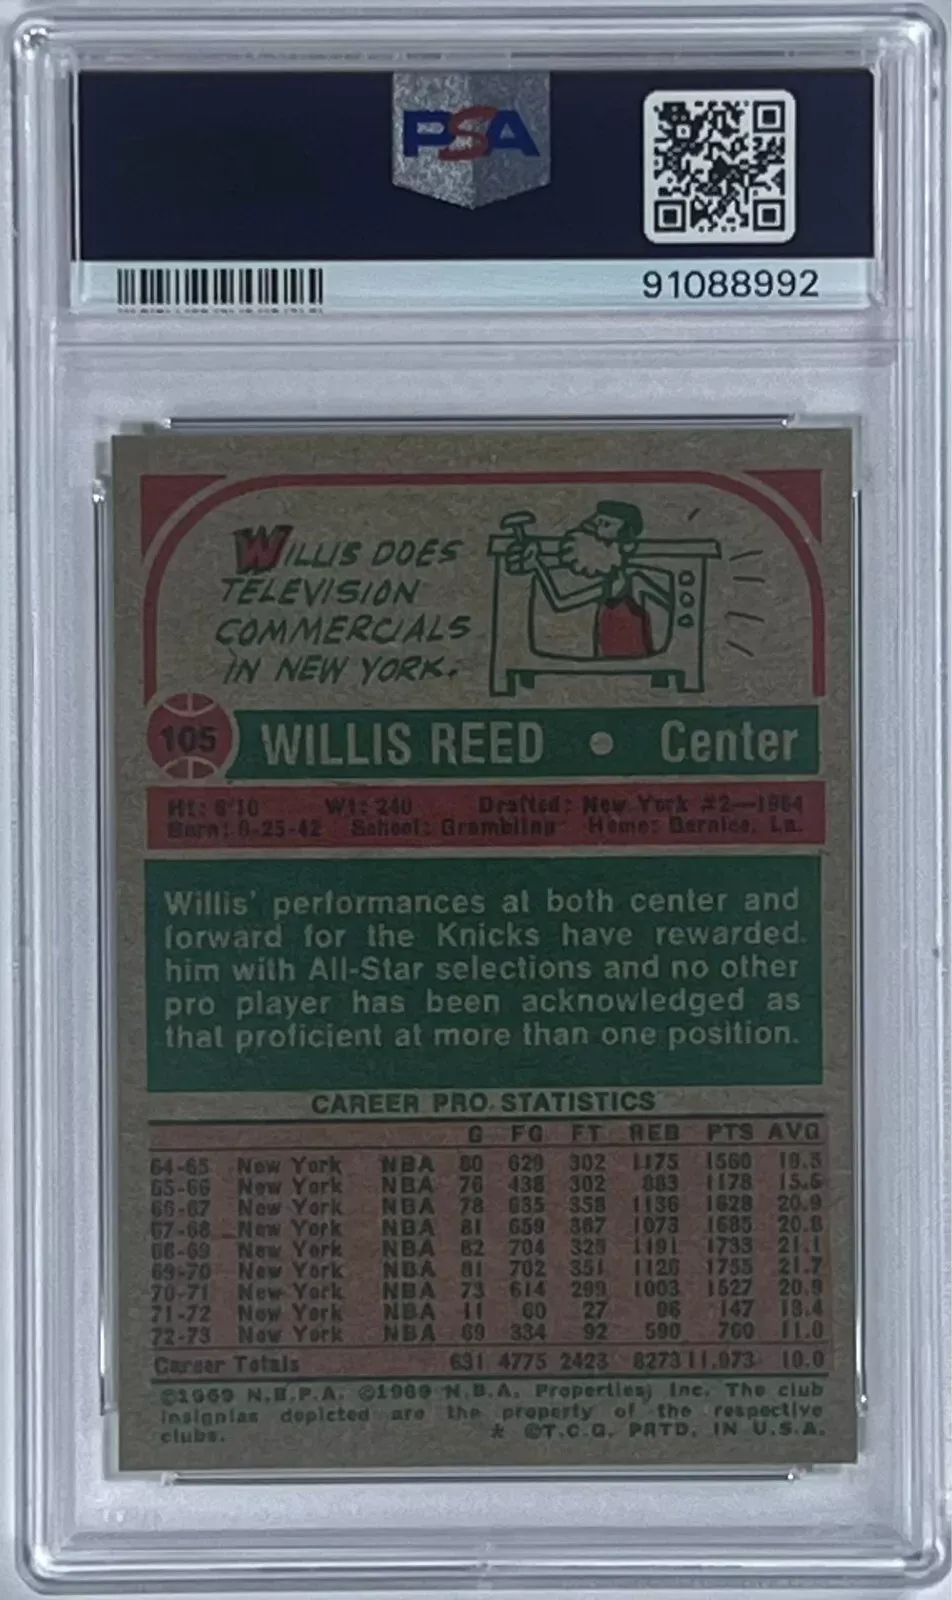 PSA
91088992
WILLIS DOES
TELEVISION
COMMERCIALS
IN NEW YORK.
105 WILLIS REED • Center
Ht: 6'10 Wt: 240 Drafted: New York #2—1964
Born: 6-25-42 School: Grambling Home: Bernice, La.
Willis' performances at both center and
forward for the Knicks have rewarded
him with All-Star selections and no other
pro player has been acknowledged as
that proficient at more than one position.
CAREER PRO STATISTICS
G FG FT REB PTS AVG
64-65 New York NBA 80 629 302 1175 1560 19.5
65-66 New York NBA 76 438 302 883 1178 15.5
66-67 New York NBA 78 635 358 1136 1628 20.9
67-68 New York NBA 81 659 367 1073 1685 20.8
68-69 New York NBA 82 704 325 1191 1733 21.1
69-70 New York NBA 81 702 351 1126 1755 21.7
70-71 New York NBA 73 614 299 1003 1527 20.9
71-72 New York NBA 11 60 27 96 147 13.4
72-73 New York NBA 69 334 92 590 760 11.0
Career Totals 631 4775 2423 8273 11,973 19.0
©1969 N.B.P.A. ©1969 N.B.A. Properties, Inc. The club
insignias depicted are the property of the respective
clubs. * ©T.C.G. PRTD. IN U.S.A.